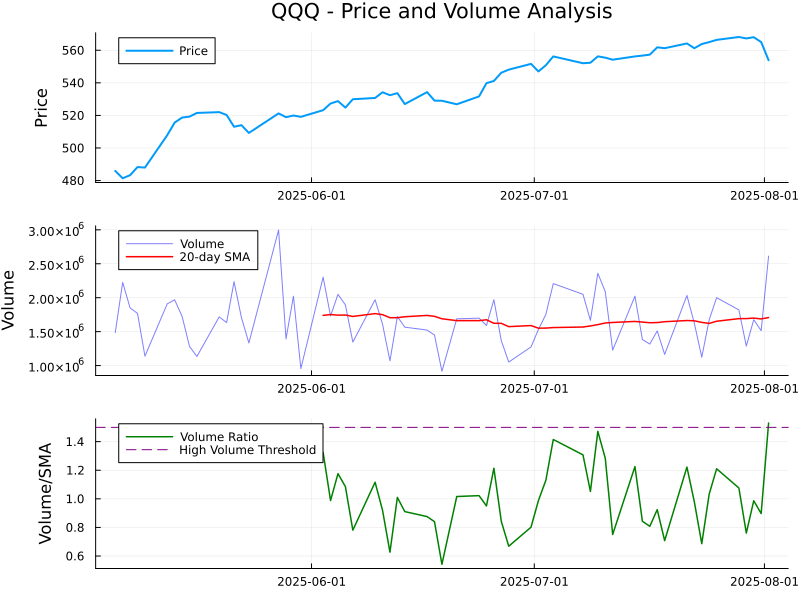 QQQ - Price and Volume Analysis
Price
560
540
520
500
480
Price
2025-06-01
2025-07-01
2025-08-01
Volume
20-day SMA
3.00×10⁶
2.50×10⁶
2.00×10⁶
1.50×10⁶
1.00×10⁶
Volume
2025-06-01
2025-07-01
2025-08-01
Volume Ratio
High Volume Threshold
1.4
1.2
1.0
0.8
0.6
Volume/SMA
2025-06-01
2025-07-01
2025-08-01